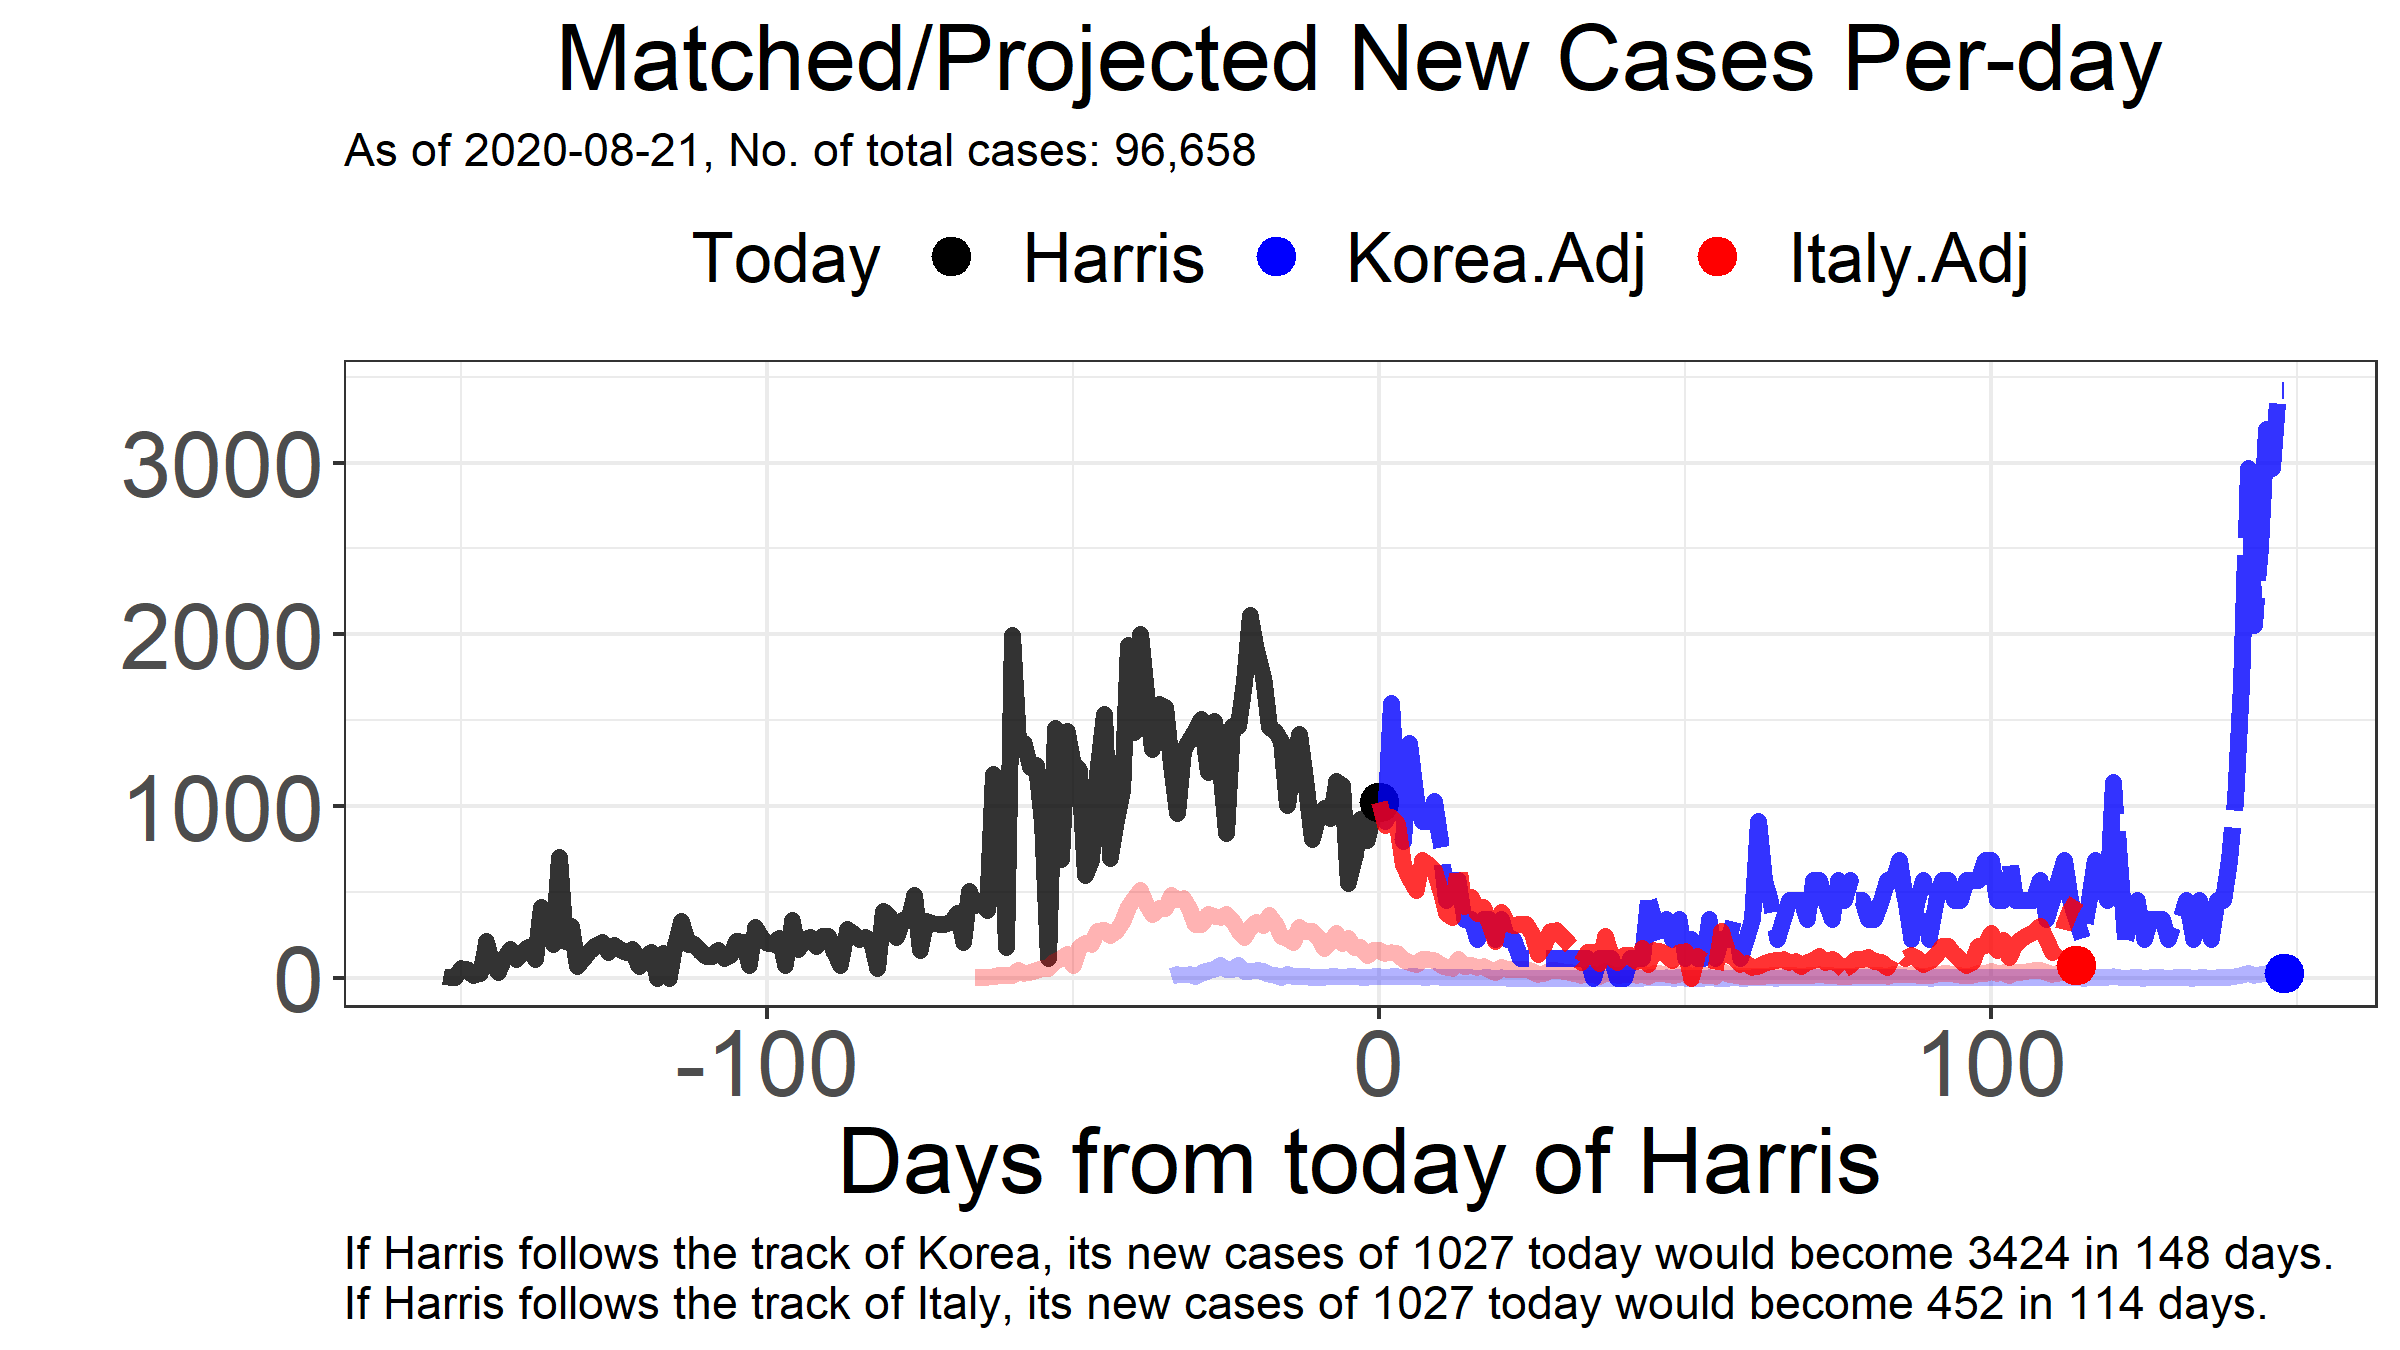 Matched/Projected New Cases Per-day
As of 2020-08-21, No. of total cases: 96,658
Today Harris Korea.Adj Italy.Adj
3000
2000
1000
0
-100 0 100
Days from today of Harris
If Harris follows the track of Korea, its new cases of 1027 today would become 3424 in 148 days.
If Harris follows the track of Italy, its new cases of 1027 today would become 452 in 114 days.